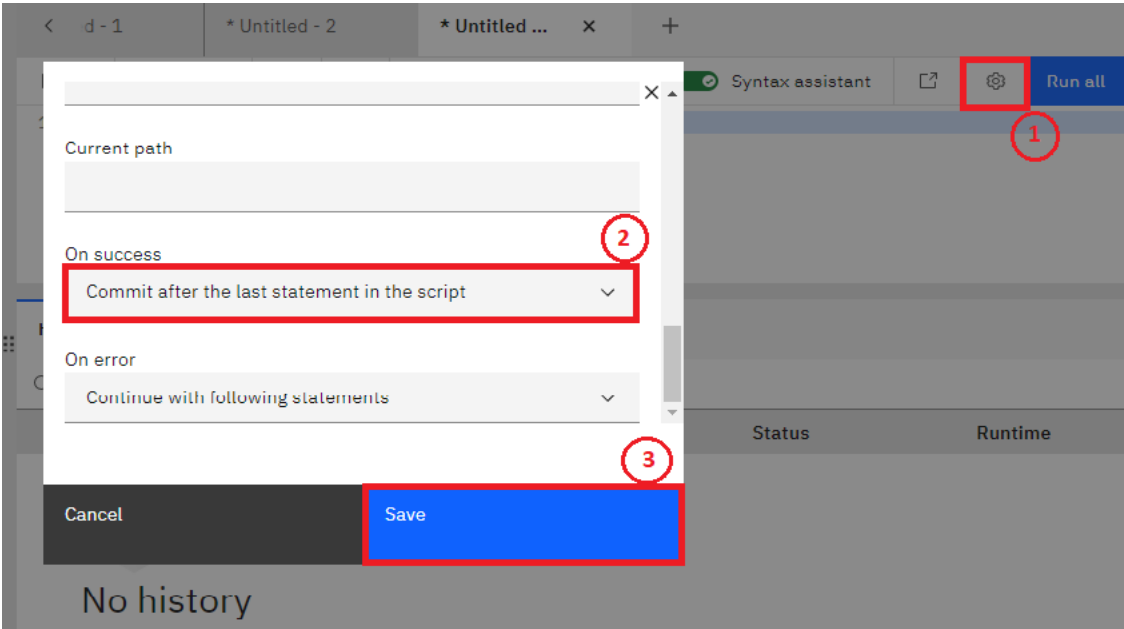 d - 1
* Untitled - 2
* Untitled ...
Syntax assistant
Run all
1
Current path
2
On success
Commit after the last statement in the script
On error
Continue with following statements
Status
Runtime
3
Cancel
Save
No history